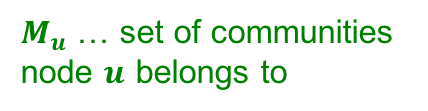 M_u ... set of communities
node u belongs to